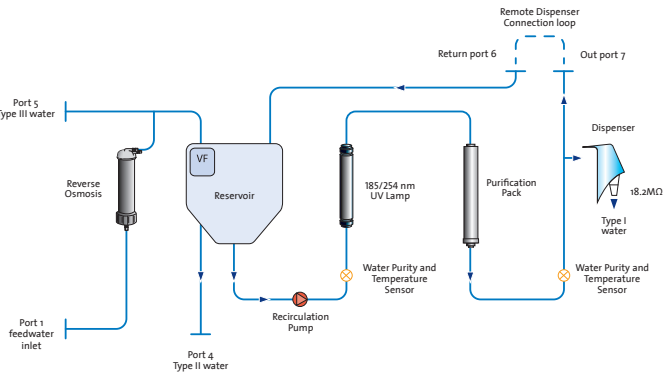 Remote Dispenser
Connection loop
Return port 6
Out port 7
Port 5
Type III water
Dispenser
VF
Reverse
Osmosis
Reservoir
185/254 nm
UV Lamp
Purification
Pack
18.2MΩ
Type I
water
Water Purity and
Temperature
Sensor
Water Purity and
Temperature
Sensor
Port 1
feedwater
inlet
Recirculation
Pump
Port 4
Type II water